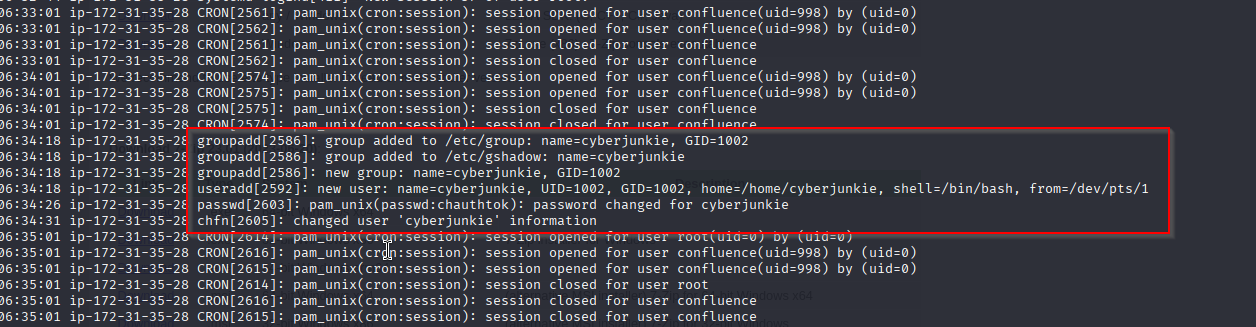 06:33:01 ip-172-31-35-28 CRON[2561]: pam_unix(cron:session): session opened for user confluence(uid=998) by (uid=0)
06:33:01 ip-172-31-35-28 CRON[2562]: pam_unix(cron:session): session opened for user confluence(uid=998) by (uid=0)
06:33:01 ip-172-31-35-28 CRON[2561]: pam_unix(cron:session): session closed for user confluence
06:33:01 ip-172-31-35-28 CRON[2562]: pam_unix(cron:session): session closed for user confluence
06:34:01 ip-172-31-35-28 CRON[2574]: pam_unix(cron:session): session opened for user confluence(uid=998) by (uid=0)
06:34:01 ip-172-31-35-28 CRON[2575]: pam_unix(cron:session): session opened for user confluence(uid=998) by (uid=0)
06:34:01 ip-172-31-35-28 CRON[2575]: pam_unix(cron:session): session closed for user confluence
06:34:01 ip-172-31-35-28 CRON[2574]: pam_unix(cron:session): session closed for user confluence
06:34:18 ip-172-31-35-28 groupadd[2586]: group added to /etc/group: name=cyberjunkie, GID=1002
06:34:18 ip-172-31-35-28 groupadd[2586]: group added to /etc/gshadow: name=cyberjunkie
06:34:18 ip-172-31-35-28 groupadd[2586]: new group: name=cyberjunkie, GID=1002
06:34:18 ip-172-31-35-28 useradd[2592]: new user: name=cyberjunkie, UID=1002, GID=1002, home=/home/cyberjunkie, shell=/bin/bash, from=/dev/pts/1
06:34:26 ip-172-31-35-28 passwd[2603]: pam_unix(passwd:chauthtok): password changed for cyberjunkie
06:34:31 ip-172-31-35-28 chfn[2605]: changed user 'cyberjunkie' information
06:35:01 ip-172-31-35-28 CRON[2614]: pam_unix(cron:session): session opened for user root(uid=0) by (uid=0)
06:35:01 ip-172-31-35-28 CRON[2616]: pam_unix(cron:session): session opened for user confluence(uid=998) by (uid=0)
06:35:01 ip-172-31-35-28 CRON[2615]: pam_unix(cron:session): session opened for user confluence(uid=998) by (uid=0)
06:35:01 ip-172-31-35-28 CRON[2614]: pam_unix(cron:session): session closed for user root
06:35:01 ip-172-31-35-28 CRON[2616]: pam_unix(cron:session): session closed for user confluence
06:35:01 ip-172-31-35-28 CRON[2615]: pam_unix(cron:session): session closed for user confluence